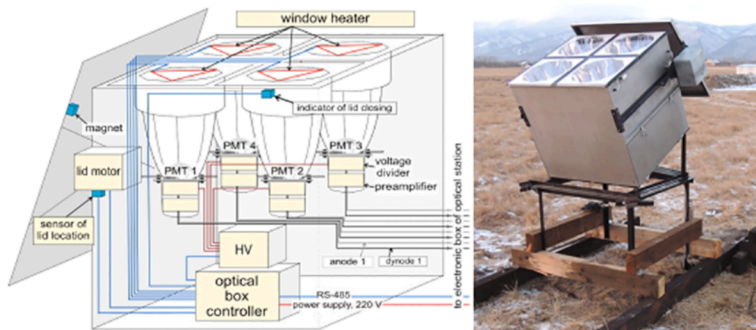 window heater
indicator of lid closing
magnet
PMT 4
PMT 3
PMT 1
PMT 2
voltage
divider
preamplifier
lid motor
sensor of
lid location
HV
anode 1
dynode 1
optical
box
controller
RS-485
power supply, 220 V
to electronic box of optical station